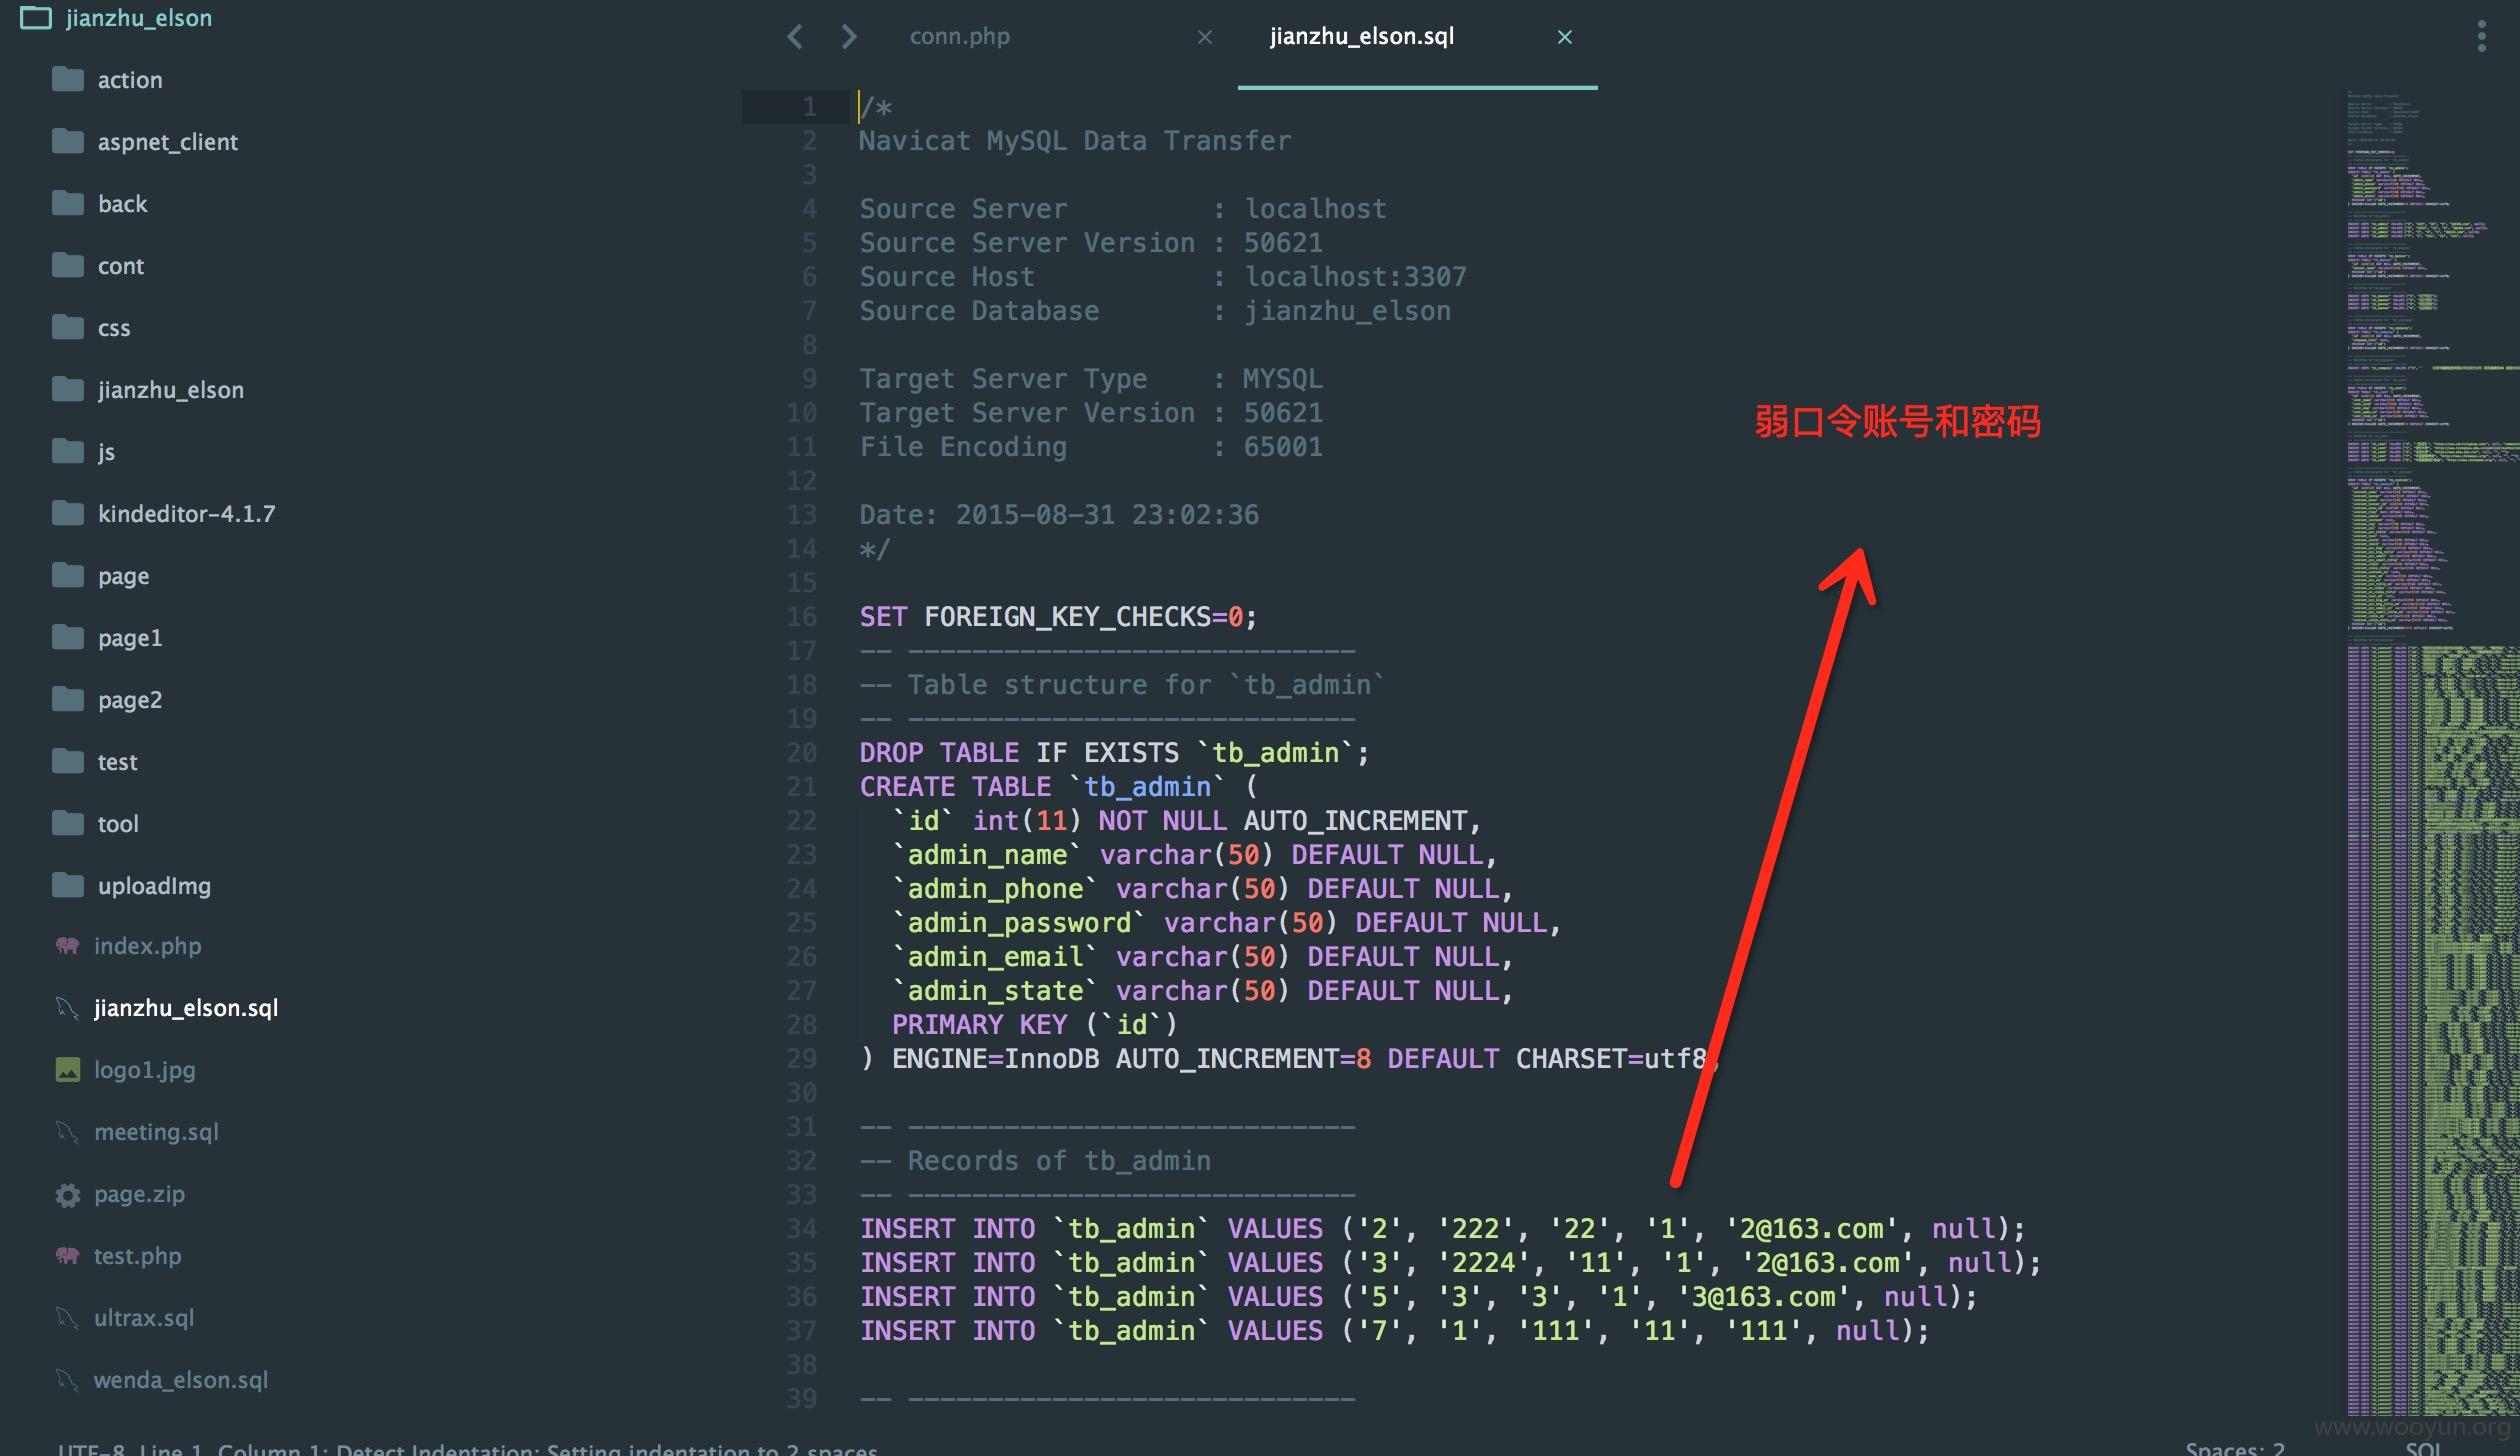 jianzhu_elson
action
aspnet_client
back
cont
css
jianzhu_elson
js
kindeditor-4.1.7
page
page1
page2
test
tool
uploadImg
index.php
jianzhu_elson.sql
logo1.jpg
meeting.sql
page.zip
test.php
ultrax.sql
wenda_elson.sql
conn.php × jianzhu_elson.sql ×
1 /*
2 Navicat MySQL Data Transfer
3
4 Source Server : localhost
5 Source Server Version : 50621
6 Source Host : localhost:3307
7 Source Database : jianzhu_elson
8
9 Target Server Type : MYSQL
10 Target Server Version : 50621
11 File Encoding : 65001
12
13 Date: 2015-08-31 23:02:36
14 */
15
16 SET FOREIGN_KEY_CHECKS=0;
17 -- ----------------------------
18 -- Table structure for `tb_admin`
19 -- ----------------------------
20 DROP TABLE IF EXISTS `tb_admin`;
21 CREATE TABLE `tb_admin` (
22 `id` int(11) NOT NULL AUTO_INCREMENT,
23 `admin_name` varchar(50) DEFAULT NULL,
24 `admin_phone` varchar(50) DEFAULT NULL,
25 `admin_password` varchar(50) DEFAULT NULL,
26 `admin_email` varchar(50) DEFAULT NULL,
27 `admin_state` varchar(50) DEFAULT NULL,
28 PRIMARY KEY (`id`)
29 ) ENGINE=InnoDB AUTO_INCREMENT=8 DEFAULT CHARSET=utf8;
30
31 -- ----------------------------
32 -- Records of tb_admin
33 -- ----------------------------
34 INSERT INTO `tb_admin` VALUES ('2', '222', '22', '1', '2@163.com', null);
35 INSERT INTO `tb_admin` VALUES ('3', '2224', '11', '1', '2@163.com', null);
36 INSERT INTO `tb_admin` VALUES ('5', '3', '3', '1', '3@163.com', null);
37 INSERT INTO `tb_admin` VALUES ('7', '1', '111', '11', '111', null);
38
39 -- ----------------------------
弱口令账号和密码
www.wooyun.org
UTF-8, Line 1, Column 1; Detect Indentation: Setting indentation to 2 spaces
Spaces: 2
SQL